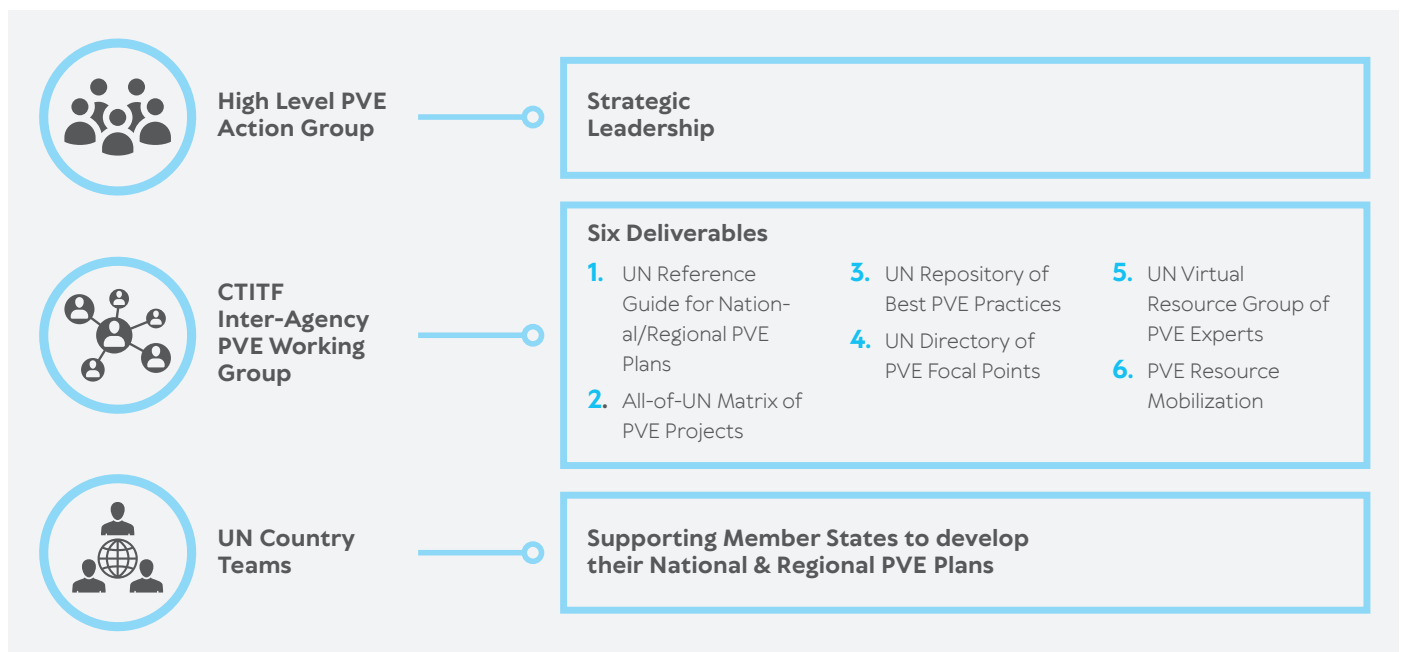 High Level PVE
Action Group
Strategic
Leadership
CTITF
Inter-Agency
PVE Working
Group
Six Deliverables
1. UN Reference
Guide for Nation-
al/Regional PVE
Plans
2. All-of-UN Matrix of
PVE Projects
3. UN Repository of
Best PVE Practices
4. UN Directory of
PVE Focal Points
5. UN Virtual
Resource Group of
PVE Experts
6. PVE Resource
Mobilization
UN Country
Teams
Supporting Member States to develop
their National & Regional PVE Plans